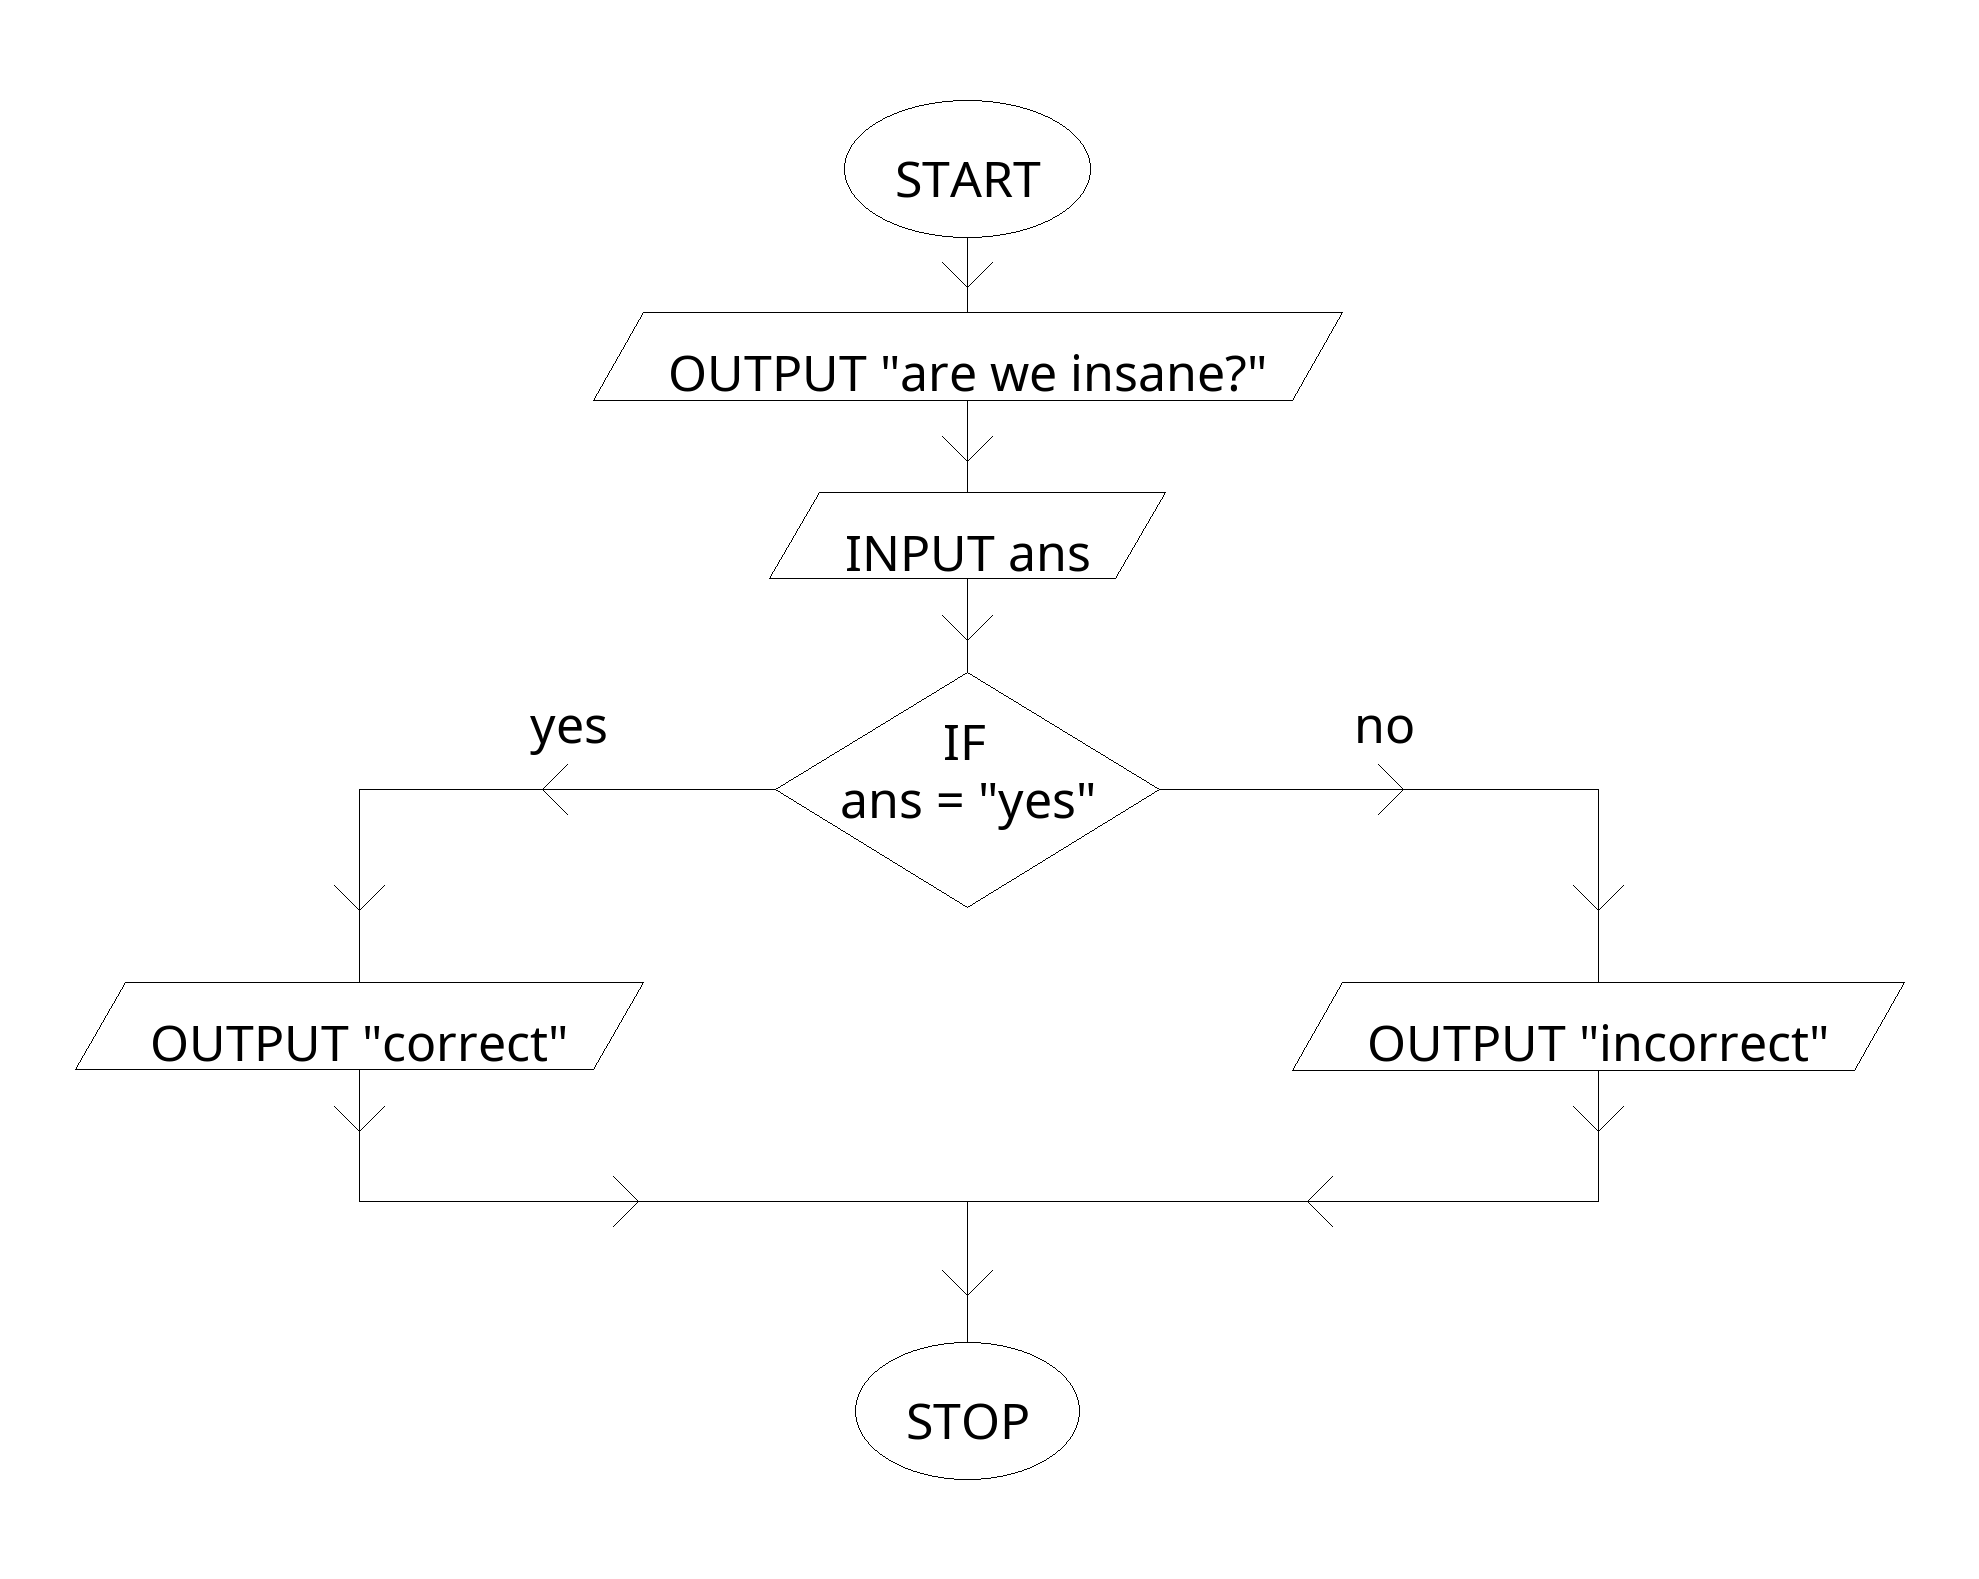 START
OUTPUT "are we insane?"
INPUT ans
yes
no
IF
ans = "yes"
OUTPUT "correct"
OUTPUT "incorrect"
STOP